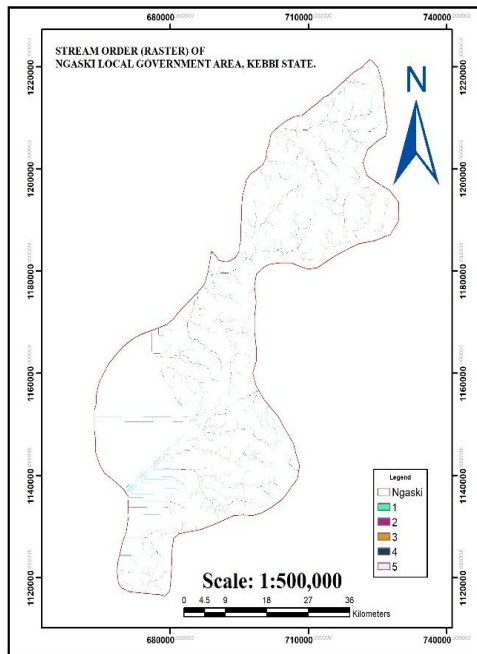 680000 710000 740000
STREAM ORDER (RASTER) OF
NGASKI LOCAL GOVERNMENT AREA, KEBBI STATE.
N
1220000 1220000
1200000 1200000
1180000 1180000
1160000 1160000
1140000 1140000
1120000 1120000
Legend
Ngaski
1
2
3
4
5
Scale: 1:500,000
0 4.5 9 18 27 36
Kilometers
680000 710000 740000